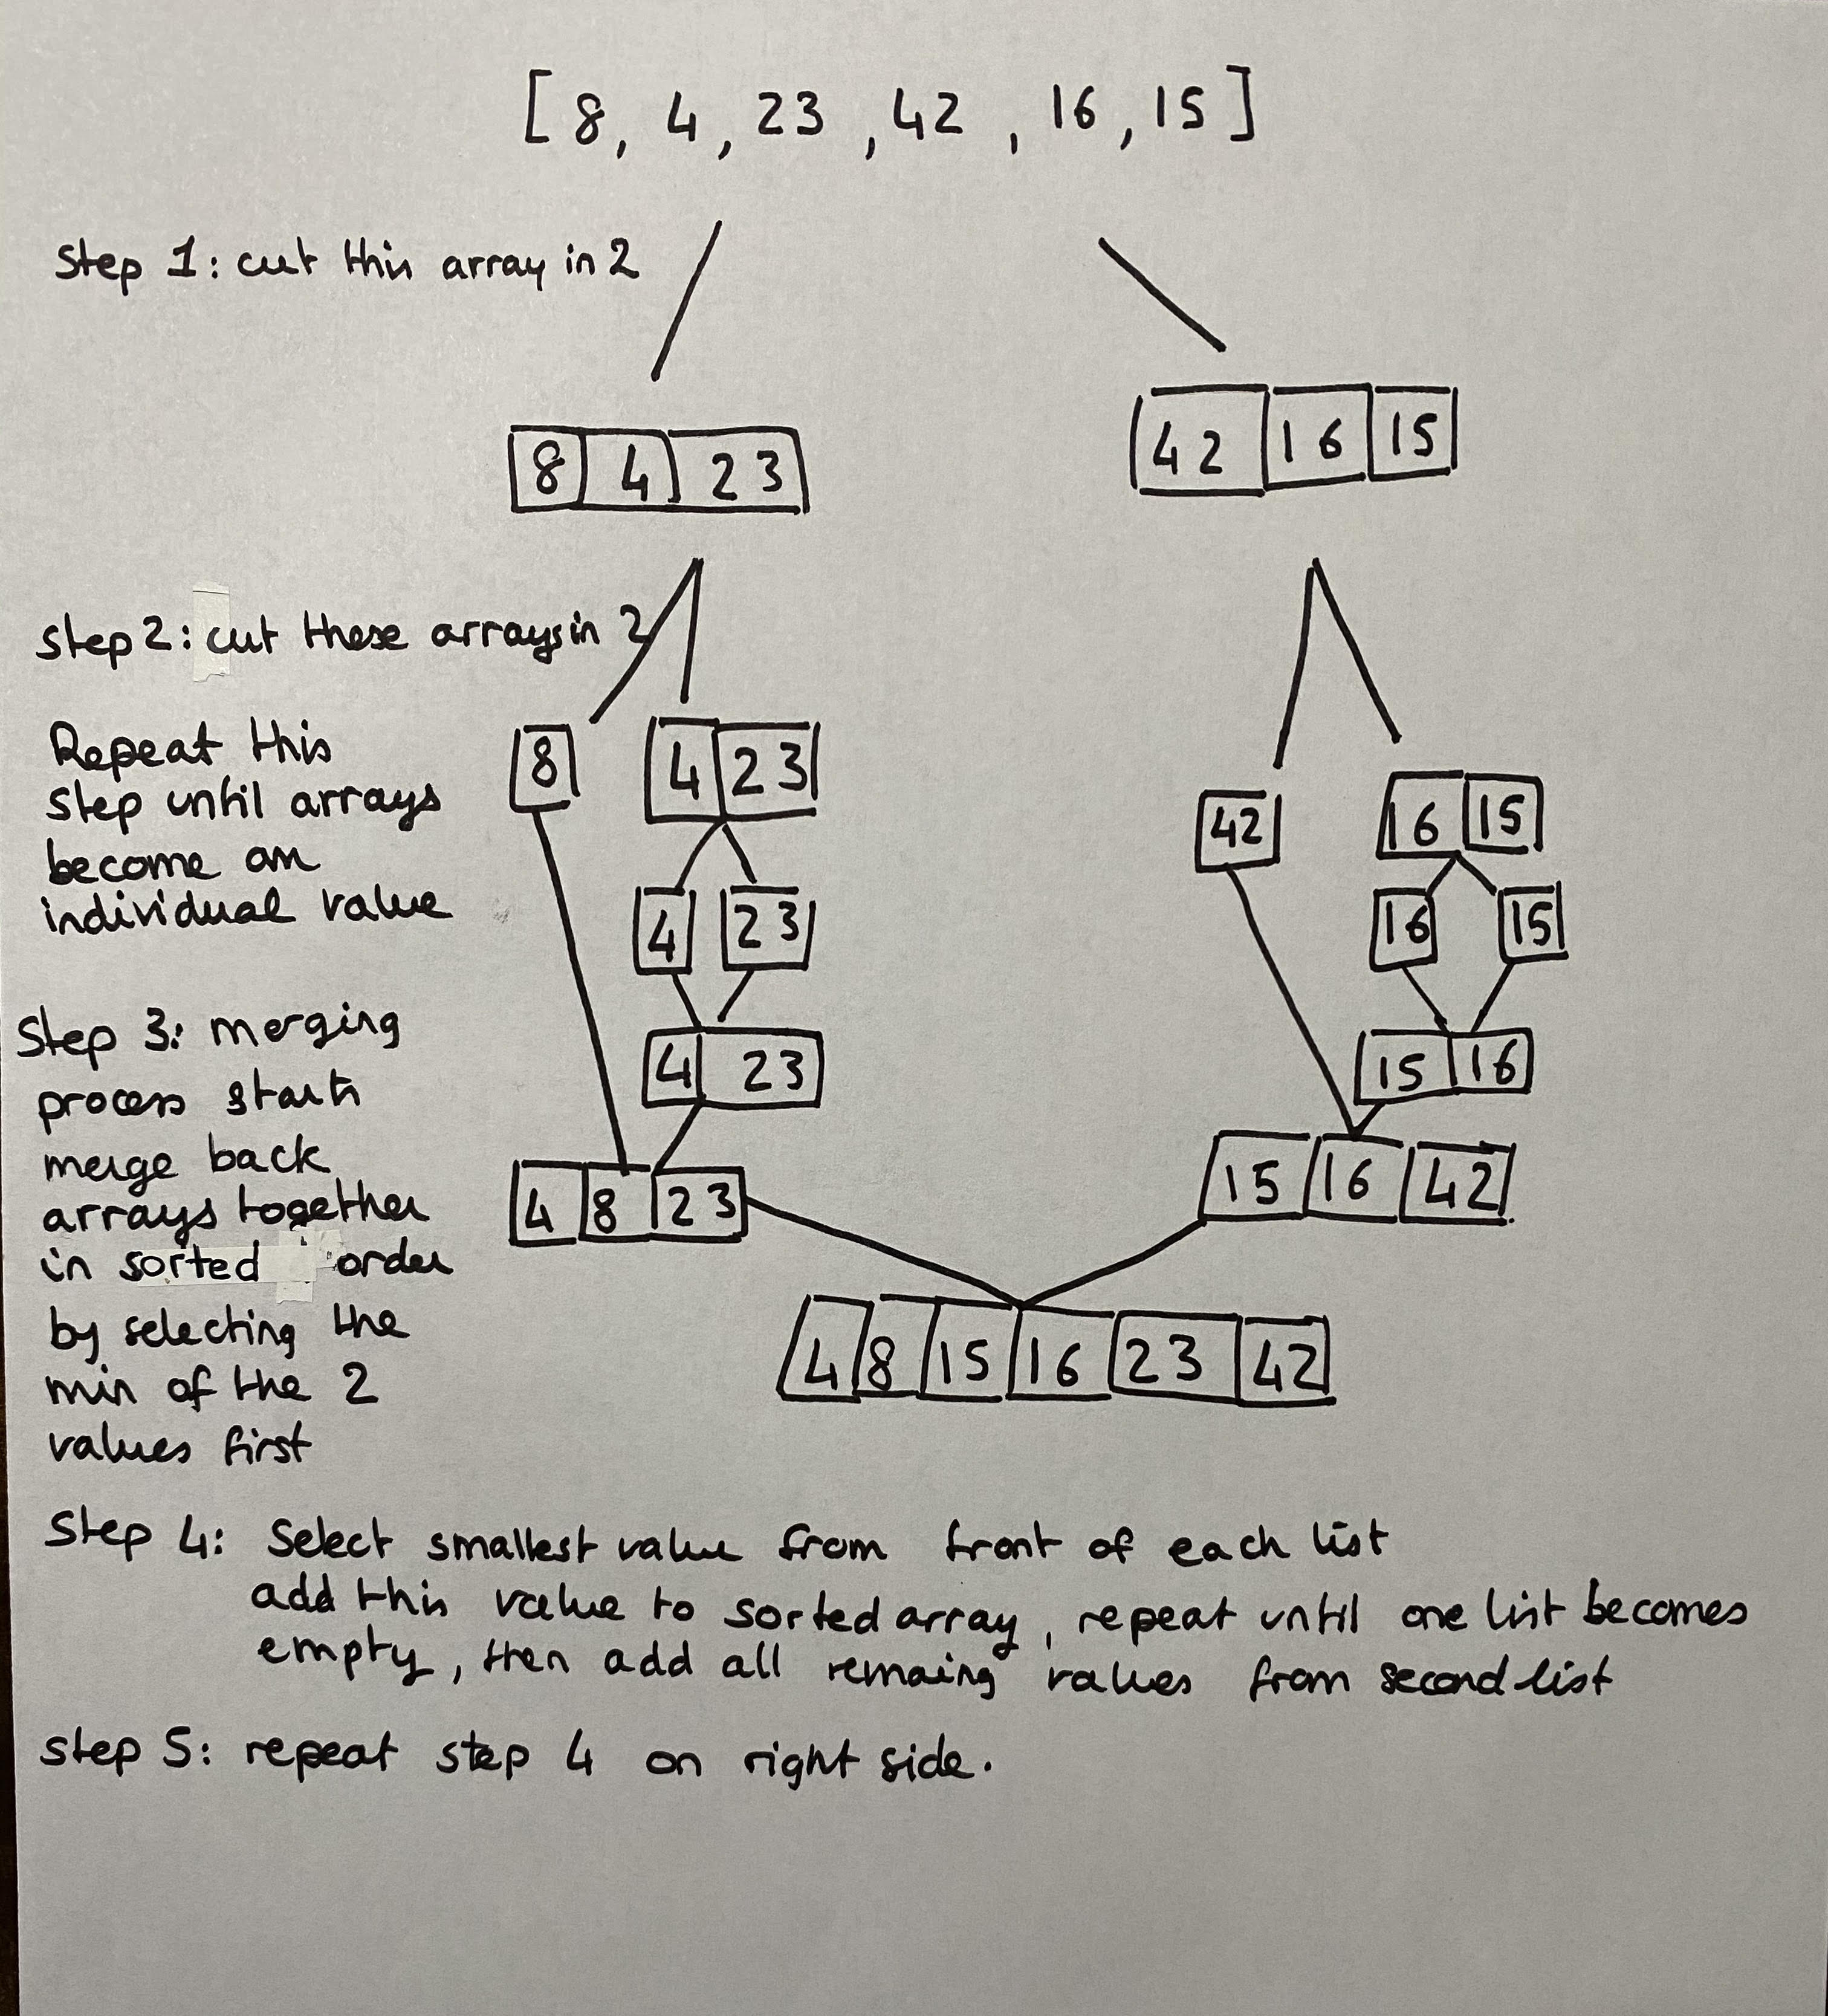 [ 8, 4, 23 , 42 , 16, 15 ]
Step 1: cut this array in 2
8 4 23
42 16 15
step 2: cut these arrays in 2
Repeat this
step until arrays
become an
individual value
8 4 23
42 16 15
4 23
16 15
Step 3: merging
process starts
merge back
arrays together
in sorted order
by selecting the
min of the 2
values first
4 23
15 16
4 8 23
15 16 42
4 8 15 16 23 42
Step 4: Select smallest value from front of each list
add this value to sorted array, repeat until one list becomes
empty, then add all remaing values from second list
step 5: repeat step 4 on right side.